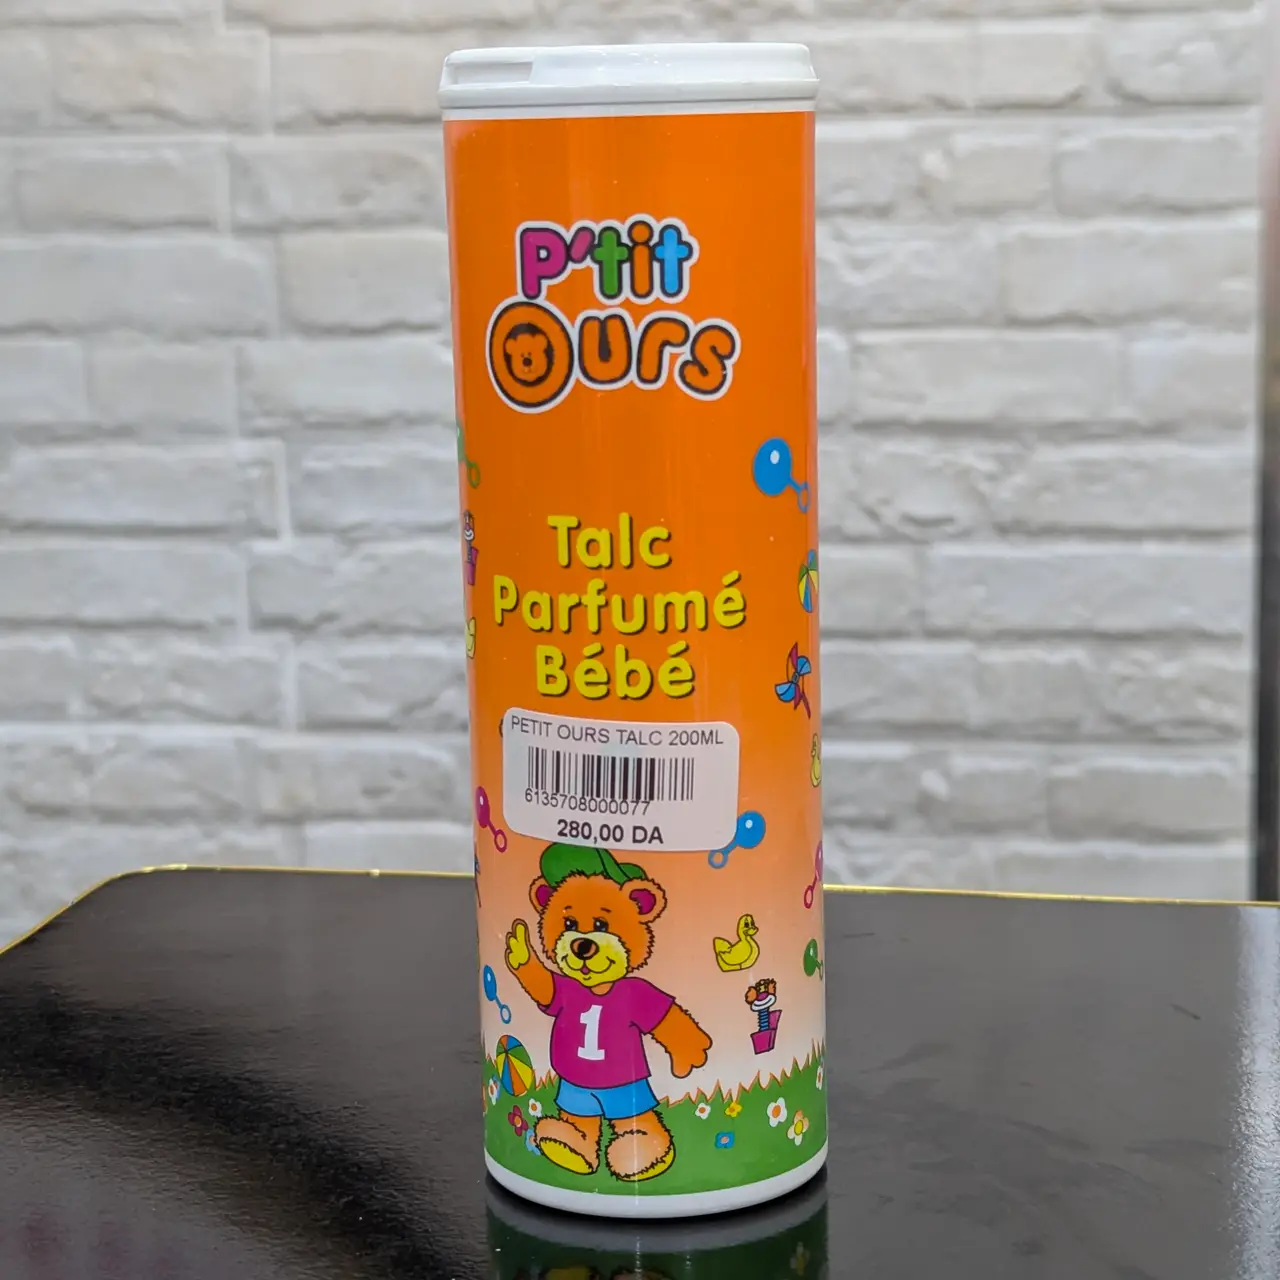 P'tit
Ours
Talc
Parfumé
Bébé
PETIT OURS TALC 200ML
6135708000077
280,00 DA
1